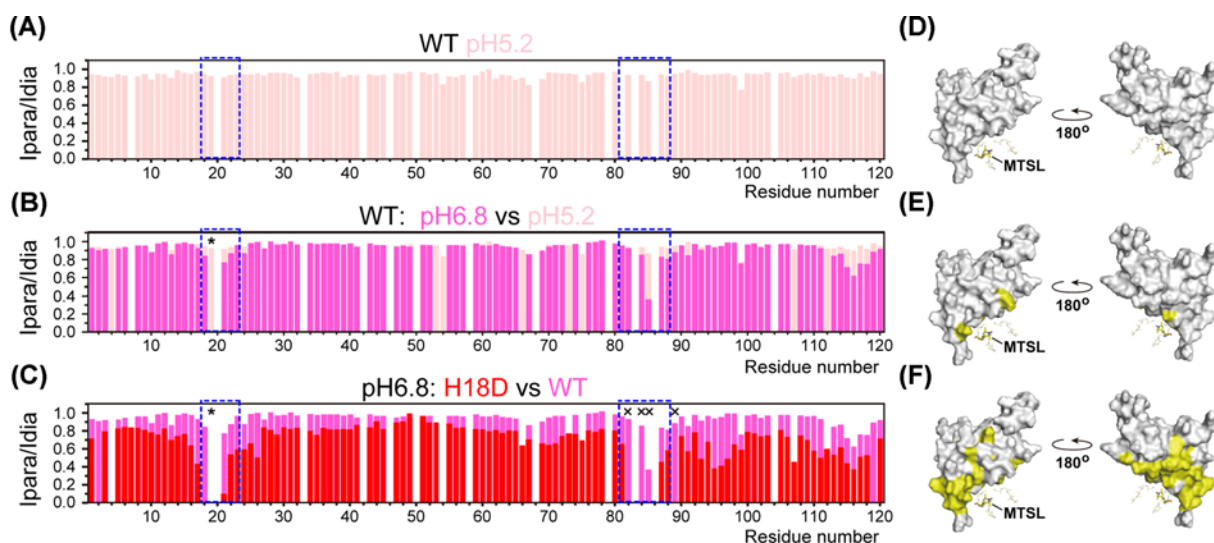 (A)
WT pH5.2
Ipara/Idia
1.0
0.8
0.6
0.4
0.2
0.0
10 20 30 40 50 60 70 80 90 100 110 120
Residue number
(B)
WT: pH6.8 vs pH5.2
Ipara/Idia
1.0
0.8
0.6
0.4
0.2
0.0
*
10 20 30 40 50 60 70 80 90 100 110 120
Residue number
(C)
pH6.8: H18D vs WT
Ipara/Idia
1.0
0.8
0.6
0.4
0.2
0.0
* × ×× ×
10 20 30 40 50 60 70 80 90 100 110 120
Residue number
(D)
180°
MTSL
(E)
180°
MTSL
(F)
180°
MTSL